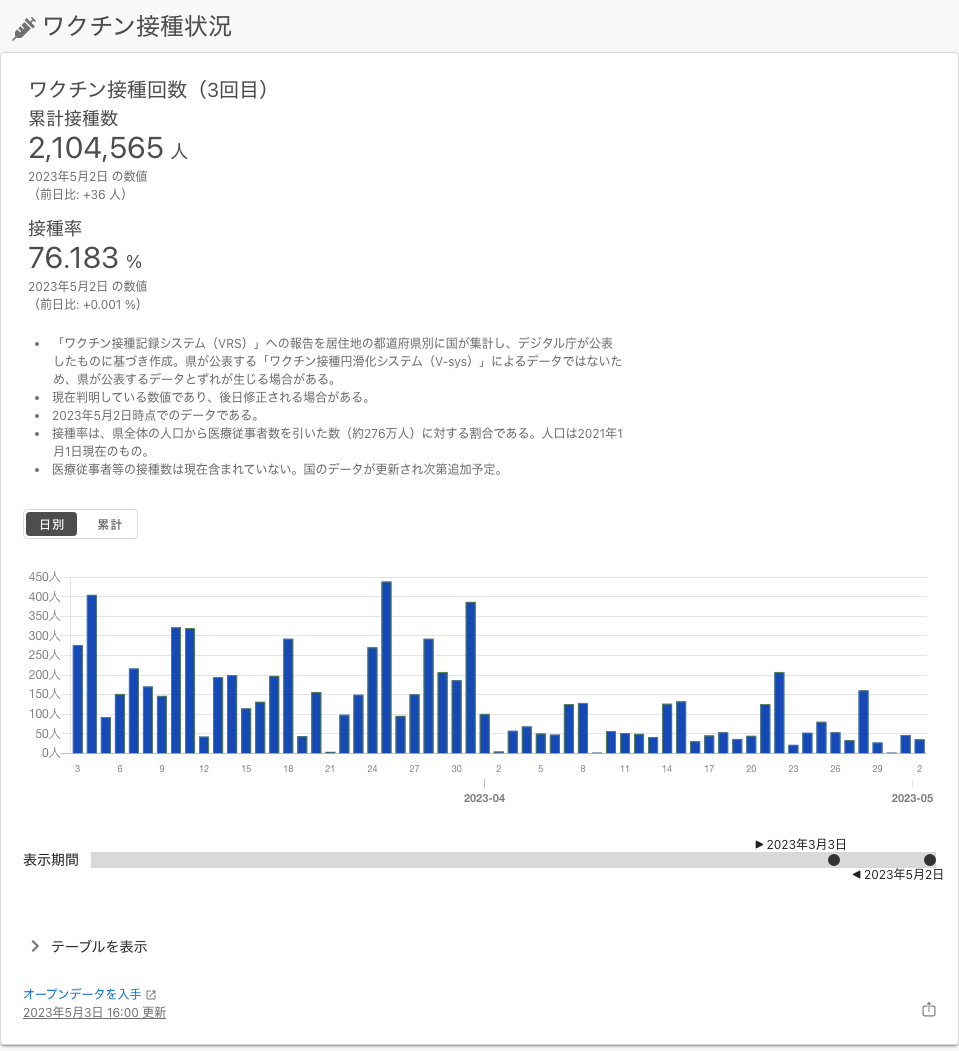 ワクチン接種状況
ワクチン接種回数（3回目）
累計接種数
2,104,565 人
2023年5月2日 の数値
（前日比: +36 人）
接種率
76.183 %
2023年5月2日 の数値
（前日比: +0.001 %）
• 「ワクチン接種記録システム（VRS）」への報告を居住地の都道府県別に国が集計し、デジタル庁が公表
したものに基づき作成。県が公表する「ワクチン接種円滑化システム（V-sys）」によるデータではないた
め、県が公表するデータとずれが生じる場合がある。
• 現在判明している数値であり、後日修正される場合がある。
• 2023年5月2日時点でのデータである。
• 接種率は、県全体の人口から医療従事者数を引いた数（約276万人）に対する割合である。人口は2021年1
月1日現在のもの。
• 医療従事者等の接種数は現在含まれていない。国のデータが更新され次第追加予定。
日別 累計
450人
400人
350人
300人
250人
200人
150人
100人
50人
0人
3 6 9 12 15 18 21 24 27 30 2 5 8 11 14 17 20 23 26 29 2
2023-04 2023-05
▶ 2023年3月3日
表示期間
◀ 2023年5月2日
テーブルを表示
オープンデータを入手
2023年5月3日 16:00 更新